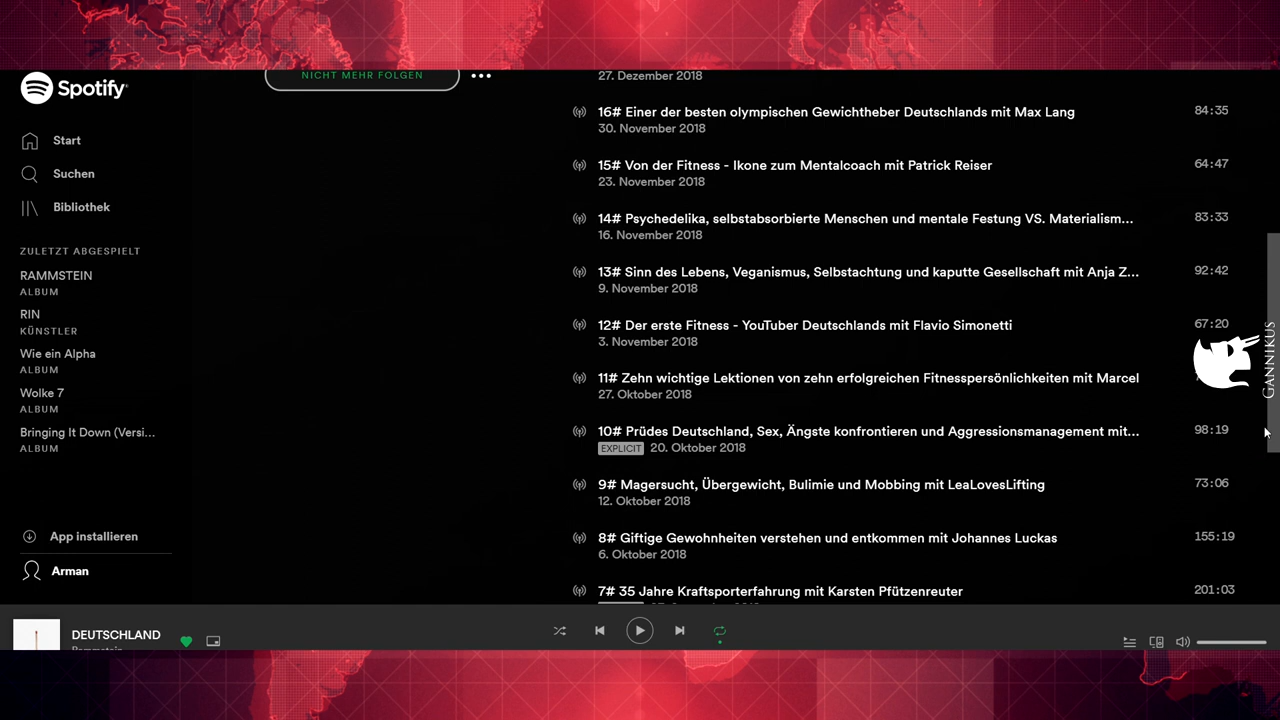 NICHT MEHR FOLGEN
•••
Spotify®
Start
Suchen
Bibliothek
ZULETZT ABGESPIELT
RAMMSTEIN
ALBUM
RIN
KÜNSTLER
Wie ein Alpha
ALBUM
Wolke 7
ALBUM
Bringing It Down (Versi...
ALBUM
App installieren
Arman
27. Dezember 2018
16# Einer der besten olympischen Gewichtheber Deutschlands mit Max Lang 84:35
30. November 2018
15# Von der Fitness - Ikone zum Mentalcoach mit Patrick Reiser 64:47
23. November 2018
14# Psychedelika, selbstabsorbierte Menschen und mentale Festung VS. Materialism... 83:33
16. November 2018
13# Sinn des Lebens, Veganismus, Selbstachtung und kaputte Gesellschaft mit Anja Z... 92:42
9. November 2018
12# Der erste Fitness - YouTuber Deutschlands mit Flavio Simonetti 67:20
3. November 2018
11# Zehn wichtige Lektionen von zehn erfolgreichen Fitnesspersönlichkeiten mit Marcel
27. Oktober 2018
10# Prüdes Deutschland, Sex, Ängste konfrontieren und Aggressionsmanagement mit... 98:19
EXPLICIT 20. Oktober 2018
9# Magersucht, Übergewicht, Bulimie und Mobbing mit LeaLovesLifting 73:06
12. Oktober 2018
8# Giftige Gewohnheiten verstehen und entkommen mit Johannes Luckas 155:19
6. Oktober 2018
7# 35 Jahre Kraftsporterfahrung mit Karsten Pfützenreuter 201:03
GANNIKUS
DEUTSCHLAND
Rammstein